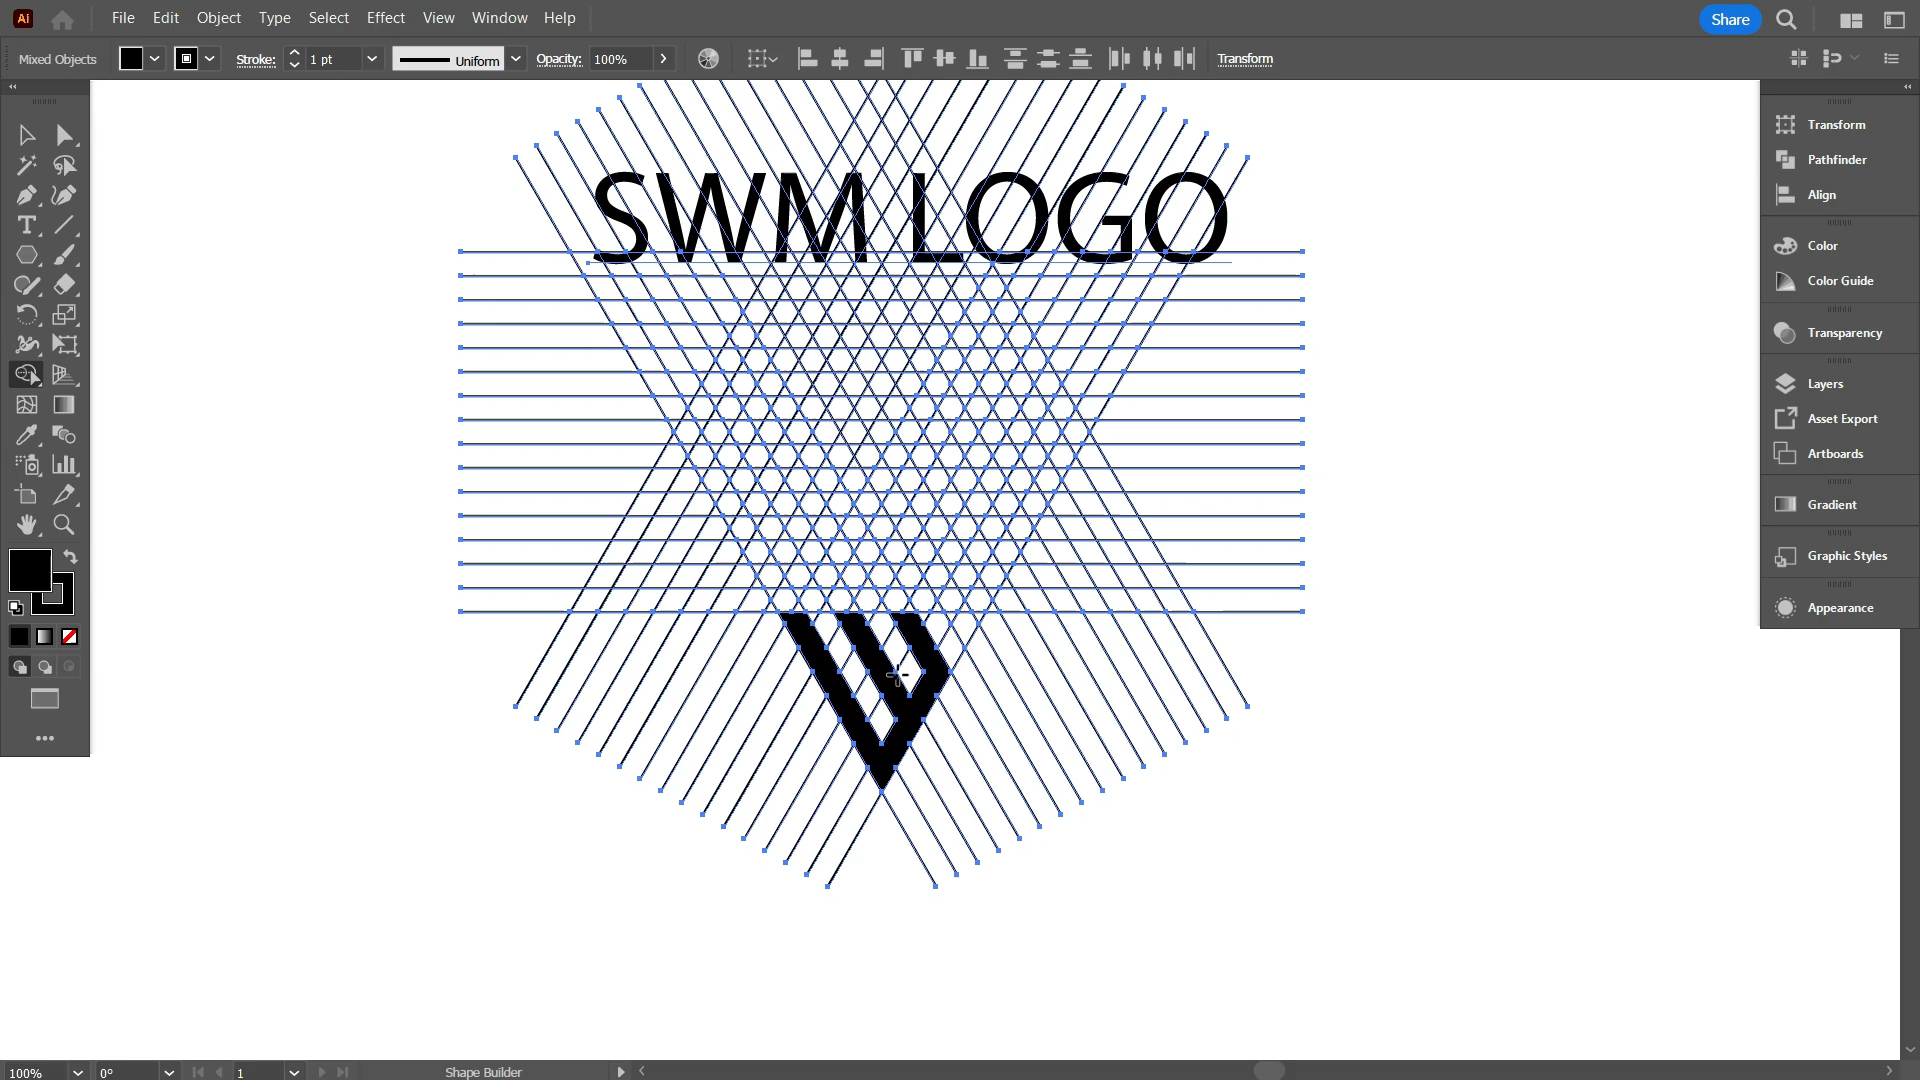 Ai File Edit Object Type Select Effect View Window Help Share
Mixed Objects Stroke: 1 pt Uniform Opacity: 100% Transform
SWM LOGO
Transform
Pathfinder
Align
Color
Color Guide
Transparency
Layers
Asset Export
Artboards
Gradient
Graphic Styles
Appearance
100% 0° 1 Shape Builder